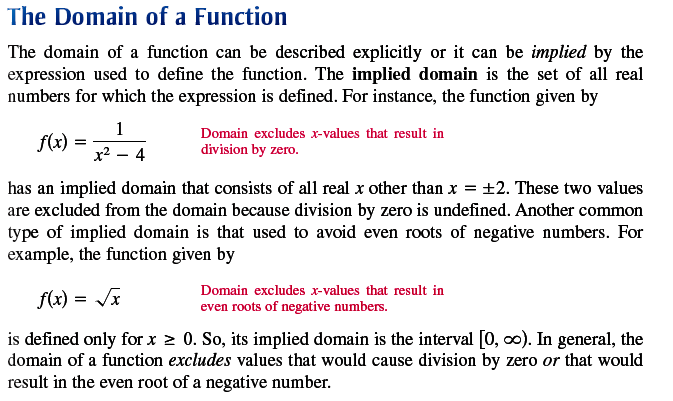 The Domain of a Function
The domain of a function can be described explicitly or it can be implied by the
expression used to define the function. The implied domain is the set of all real
numbers for which the expression is defined. For instance, the function given by
f(x) = 1 / (x² − 4)
Domain excludes x-values that result in
division by zero.
has an implied domain that consists of all real x other than x = ±2. These two values
are excluded from the domain because division by zero is undefined. Another common
type of implied domain is that used to avoid even roots of negative numbers. For
example, the function given by
f(x) = √x
Domain excludes x-values that result in
even roots of negative numbers.
is defined only for x ≥ 0. So, its implied domain is the interval [0, ∞). In general, the
domain of a function excludes values that would cause division by zero or that would
result in the even root of a negative number.